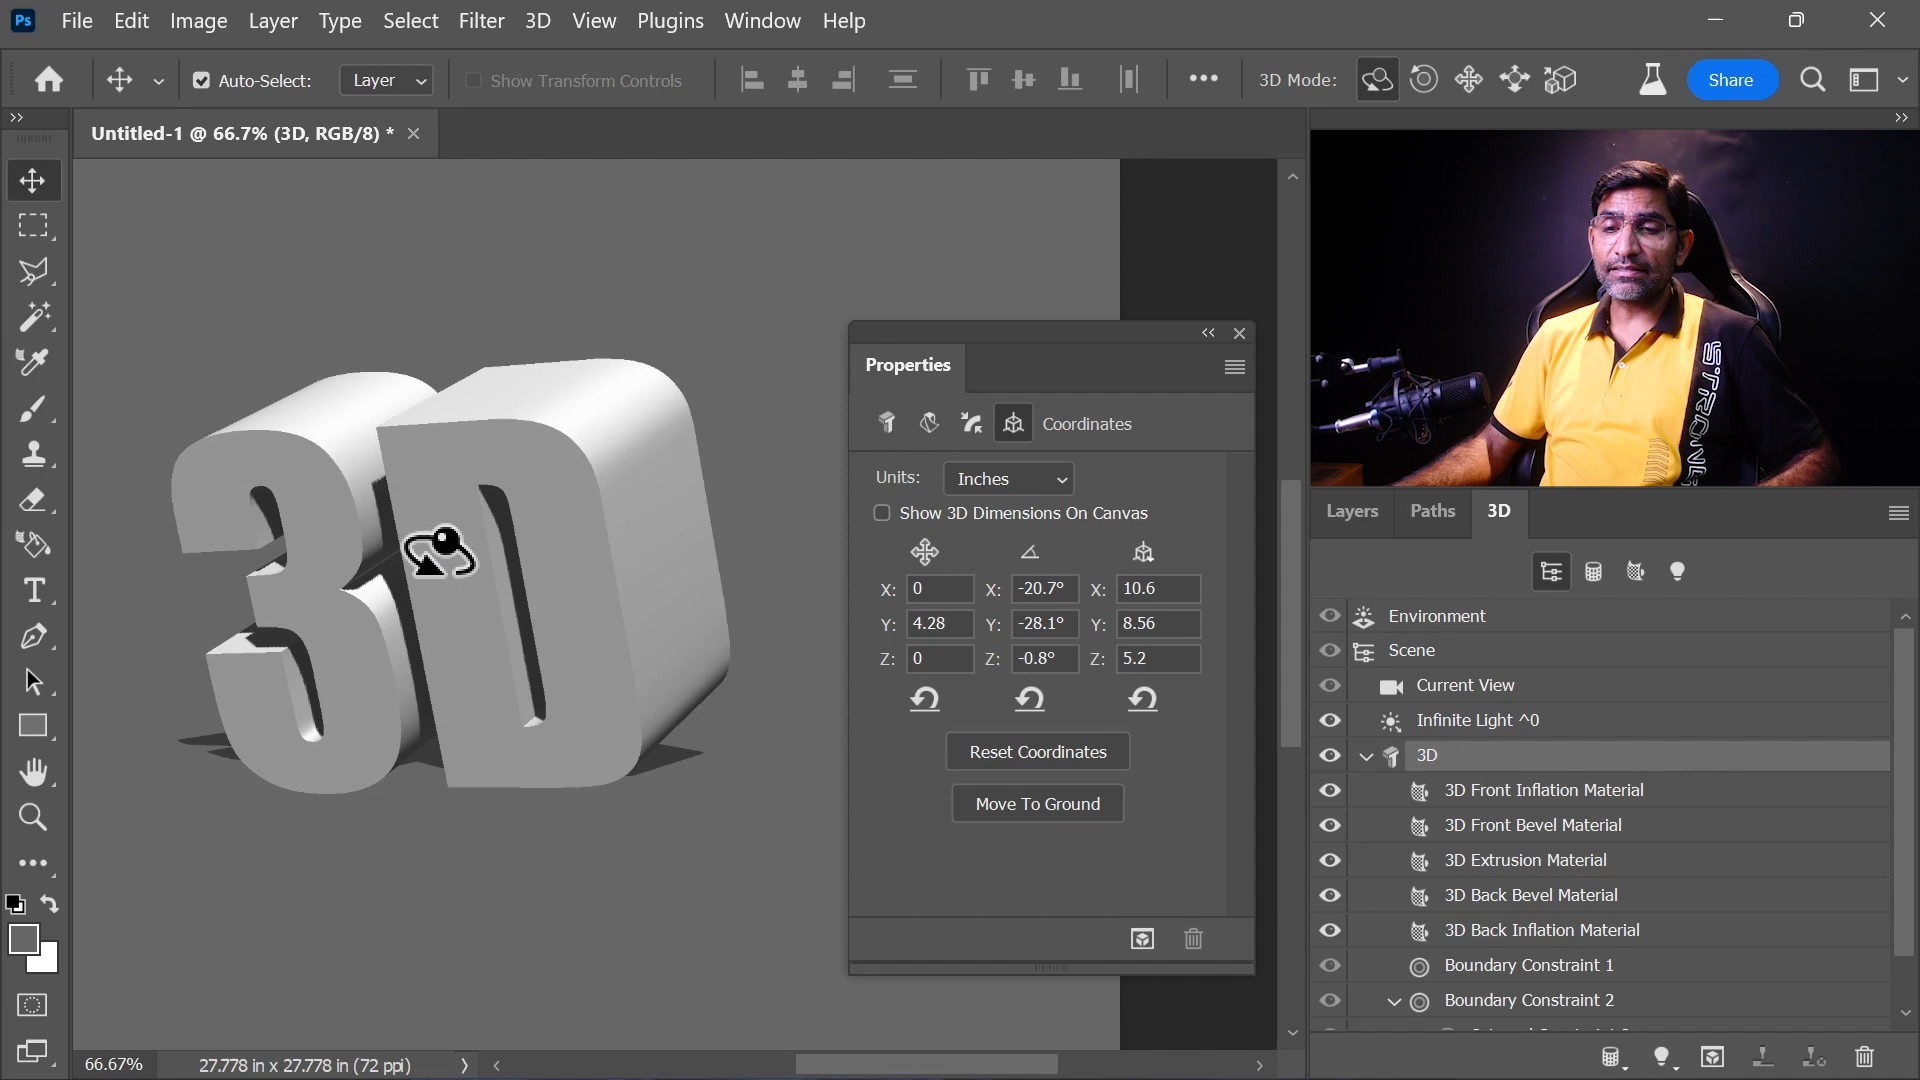 Ps File Edit Image Layer Type Select Filter 3D View Plugins Window Help
Auto-Select: Layer Show Transform Controls 3D Mode: Share
Untitled-1 @ 66.7% (3D, RGB/8) *
3D
Properties
Coordinates
Units: Inches
Show 3D Dimensions On Canvas
X: 0 X: -20.7° X: 10.6
Y: 4.28 Y: -28.1° Y: 8.56
Z: 0 Z: -0.8° Z: 5.2
Reset Coordinates
Move To Ground
STRONG
Layers Paths 3D
Environment
Scene
Current View
Infinite Light ^0
3D
3D Front Inflation Material
3D Front Bevel Material
3D Extrusion Material
3D Back Bevel Material
3D Back Inflation Material
Boundary Constraint 1
Boundary Constraint 2
66.67% 27.778 in x 27.778 in (72 ppi)